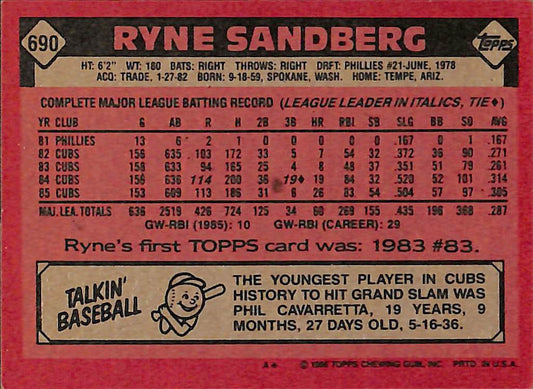 690 RYNE SANDBERG Topps
HT: 6'2" WT: 180 BATS: RIGHT THROWS: RIGHT DRFT: PHILLIES #21-JUNE, 1978
ACQ: TRADE, 1-27-82 BORN: 9-18-59, SPOKANE, WASH. HOME: TEMPE, ARIZ.
COMPLETE MAJOR LEAGUE BATTING RECORD (LEAGUE LEADER IN ITALICS, TIE♦)
YR CLUB G AB R H 2B 3B HR RBI SB SLG BB SO AVG
81 PHILLIES 13 6 2 1 0 0 0 0 0 .167 0 1 .167
82 CUBS 156 635 103 172 33 5 7 54 32 .372 36 90 .271
83 CUBS 158 633 94 165 25 4 8 48 37 .351 51 79 .261
84 CUBS 156 636 114 200 36 19♦ 19 84 32 .520 52 101 .314
85 CUBS 153 609 113 186 31 6 26 83 54 .504 57 97 .305
MAJ. LEA. TOTALS 636 2519 426 724 125 34 60 269 155 .435 196 368 .287
GW-RBI (1985): 10 GW-RBI (CAREER): 29
Ryne's first TOPPS card was: 1983 #83.
TALKIN'
BASEBALL
THE YOUNGEST PLAYER IN CUBS
HISTORY TO HIT GRAND SLAM WAS
PHIL CAVARRETTA, 19 YEARS, 9
MONTHS, 27 DAYS OLD, 5-16-36.
A★ © 1986 TOPPS CHEWING GUM, INC. PRTD. IN U.S.A.